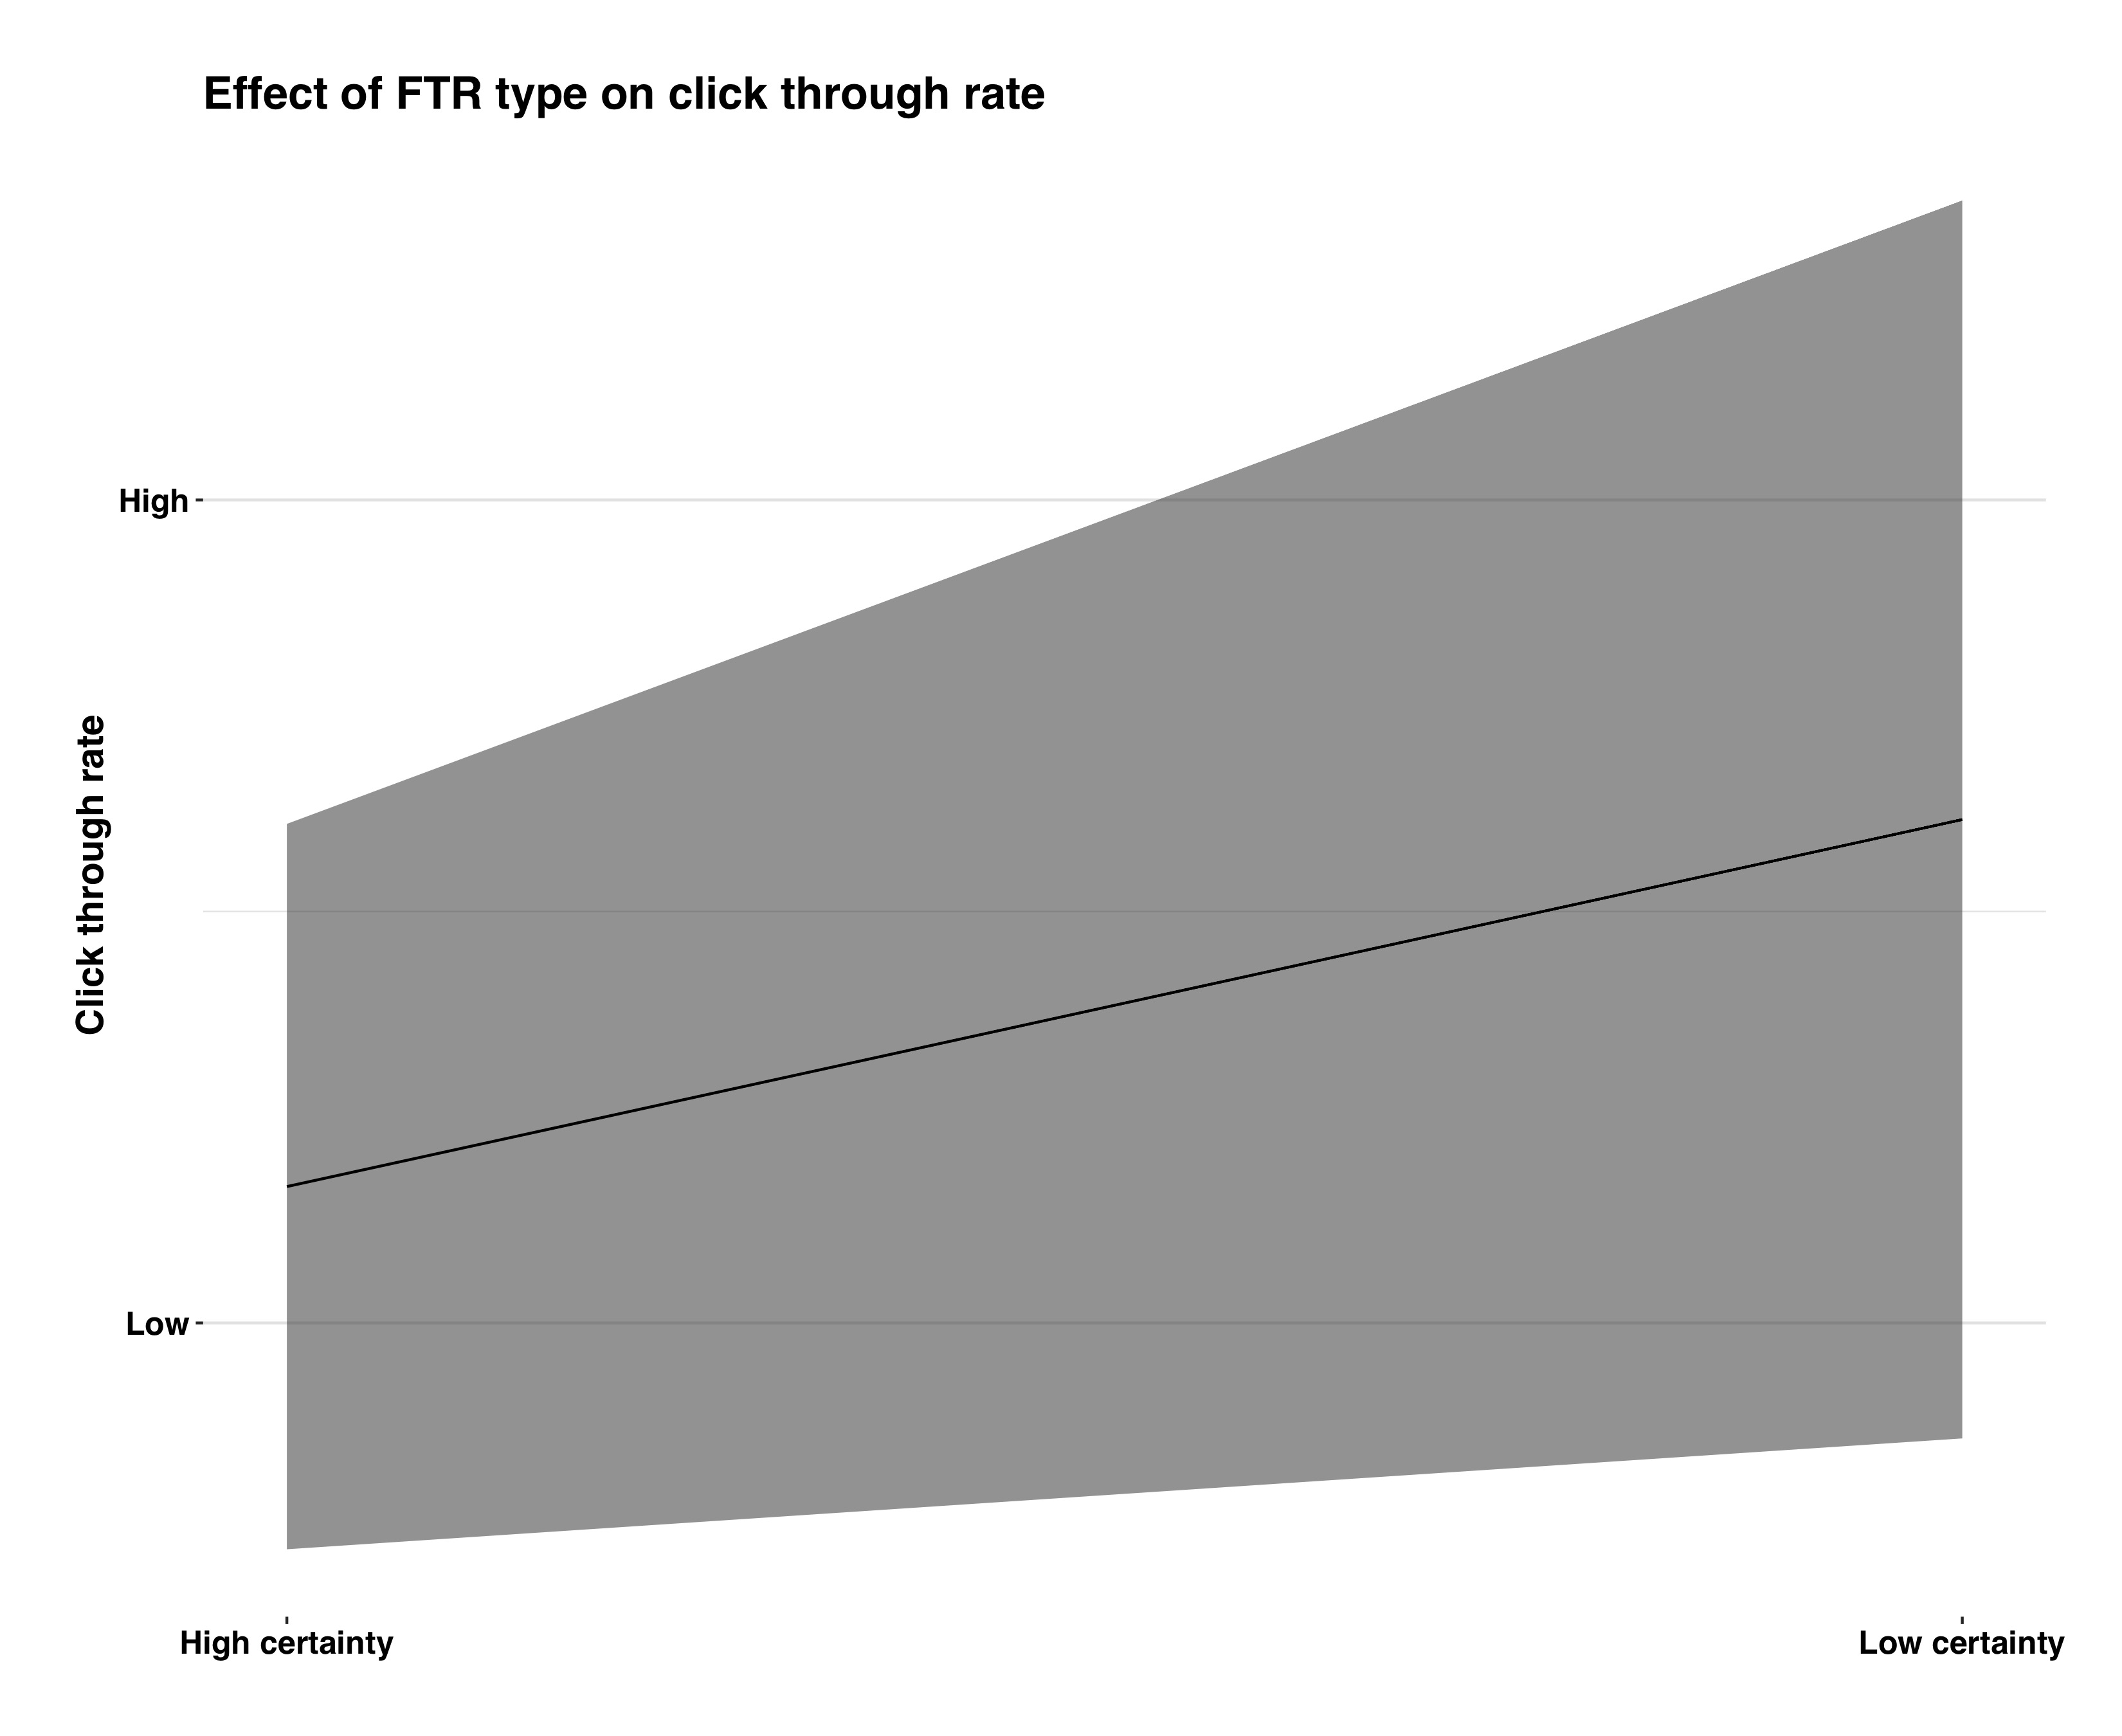 Effect of FTR type on click through rate
High
Click through rate
Low
High certainty
Low certainty